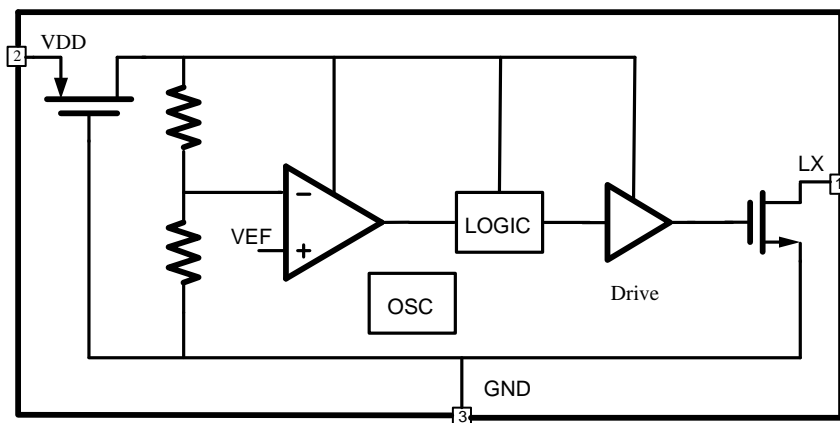 VDD
2
LX
1
VEF
LOGIC
OSC
Drive
GND
3